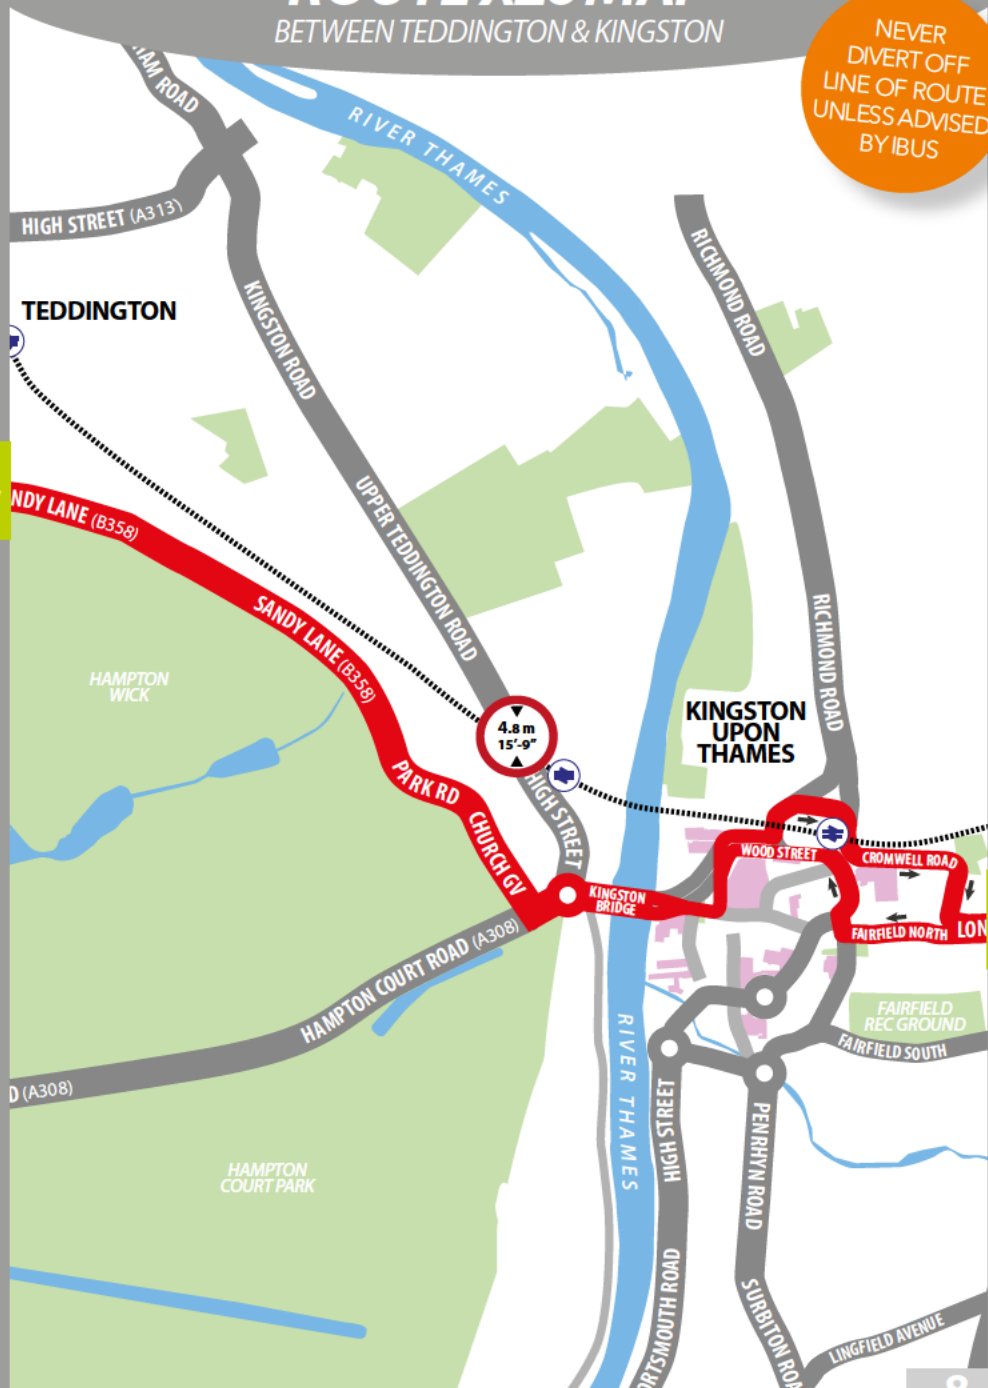 BETWEEN TEDDINGTON & KINGSTON
NEVER
DIVERT OFF
LINE OF ROUTE
UNLESS ADVISED
BY IBUS
ROAD
RIVER THAMES
HIGH STREET (A313)
RICHMOND ROAD
TEDDINGTON
KINGSTON ROAD
NDY LANE (B358)
UPPER TEDDINGTON ROAD
SANDY LANE (B358)
RICHMOND ROAD
HAMPTON
WICK
KINGSTON
UPON
THAMES
4.8 m
15'-9"
PARK RD
HIGH STREET
CHURCH GV
WOOD STREET
CROMWELL ROAD
KINGSTON
BRIDGE
FAIRFIELD NORTH
LON
HAMPTON COURT ROAD (A308)
FAIRFIELD
REC GROUND
FAIRFIELD SOUTH
RIVER THAMES
D (A308)
HIGH STREET
PENRHYN ROAD
HAMPTON
COURT PARK
ORTSMOUTH ROAD
SURBITON ROA
LINGFIELD AVENUE